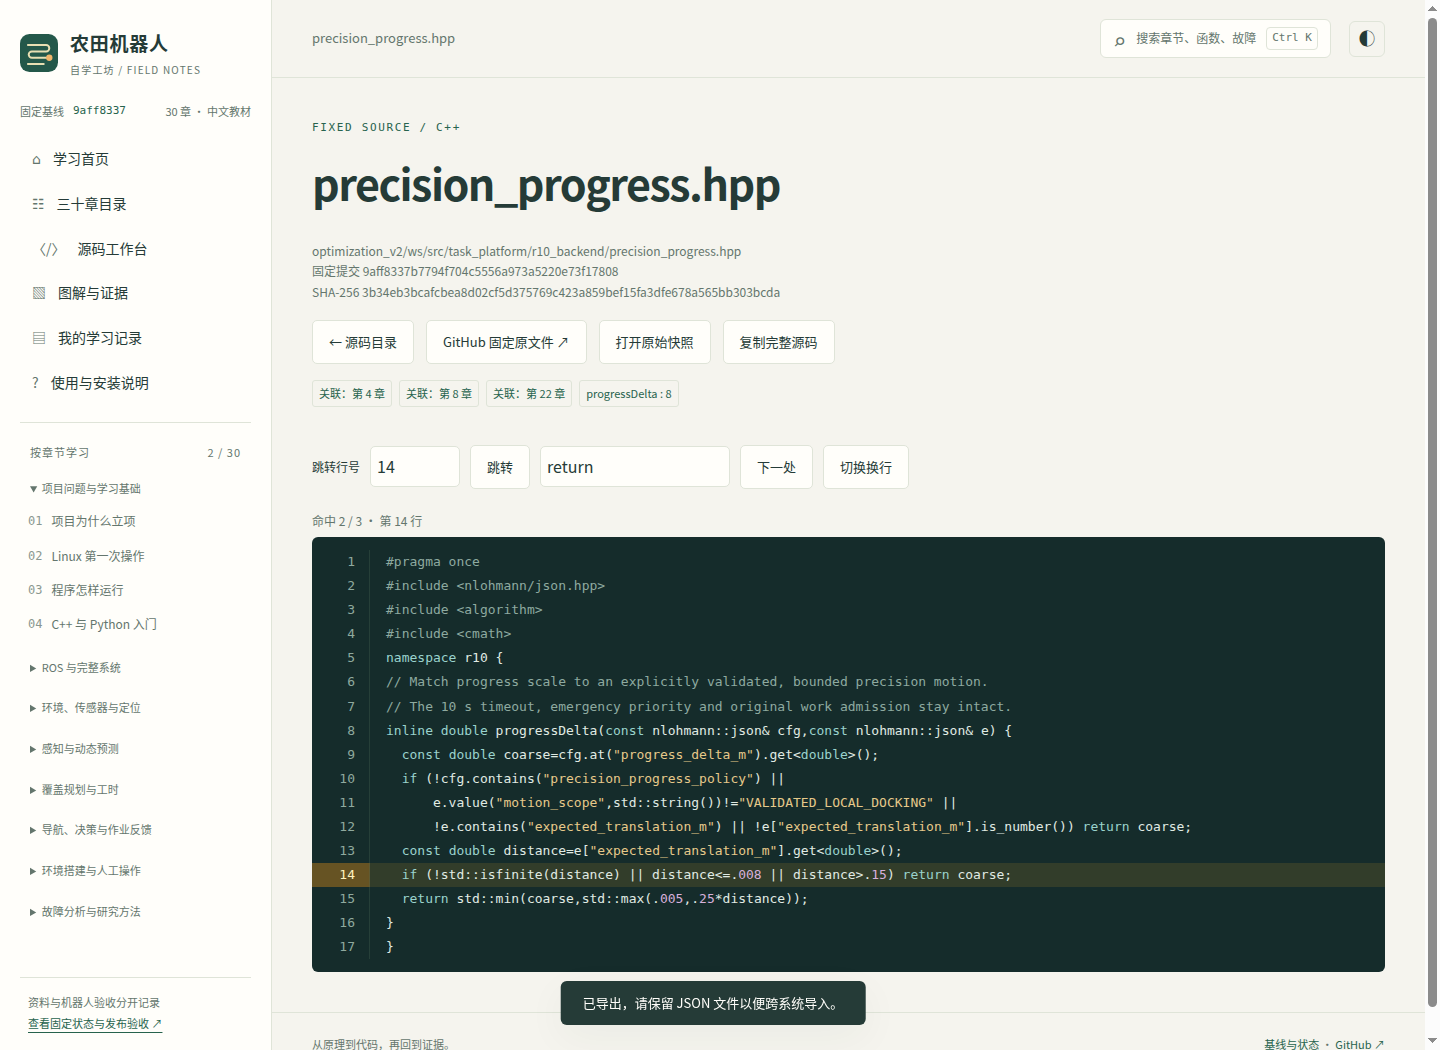 农田机器人
自学工坊 / FIELD NOTES
固定基线 9aff8337 30 章 · 中文教材
学习首页
三十章目录
源码工作台
图解与证据
我的学习记录
? 使用与安装说明
按章节学习 2 / 30
▼ 项目问题与学习基础
01 项目为什么立项
02 Linux 第一次操作
03 程序怎样运行
04 C++ 与 Python 入门
▶ ROS 与完整系统
▶ 环境、传感器与定位
▶ 感知与动态预测
▶ 覆盖规划与工时
▶ 导航、决策与作业反馈
▶ 环境搭建与人工操作
▶ 故障分析与研究方法
资料与机器人验收分开记录
查看固定状态与发布验收 ↗
precision_progress.hpp
搜索章节、函数、故障 Ctrl K
FIXED SOURCE / C++
precision_progress.hpp
optimization_v2/ws/src/task_platform/r10_backend/precision_progress.hpp
固定提交 9aff8337b7794f704c5556a973a5220e73f17808
SHA-256 3b34eb3bcafcbea8d02cf5d375769c423a859bef15fa3dfe678a565bb303bcda
← 源码目录 GitHub 固定原文件 ↗ 打开原始快照 复制完整源码
关联：第 4 章 关联：第 8 章 关联：第 22 章 progressDelta : 8
跳转行号 14 跳转 return 下一处 切换换行
命中 2 / 3 · 第 14 行
1 #pragma once
2 #include <nlohmann/json.hpp>
3 #include <algorithm>
4 #include <cmath>
5 namespace r10 {
6 // Match progress scale to an explicitly validated, bounded precision motion.
7 // The 10 s timeout, emergency priority and original work admission stay intact.
8 inline double progressDelta(const nlohmann::json& cfg,const nlohmann::json& e) {
9   const double coarse=cfg.at("progress_delta_m").get<double>();
10   if (!cfg.contains("precision_progress_policy") ||
11       e.value("motion_scope",std::string())!="VALIDATED_LOCAL_DOCKING" ||
12       !e.contains("expected_translation_m") || !e["expected_translation_m"].is_number()) return coarse;
13   const double distance=e["expected_translation_m"].get<double>();
14   if (!std::isfinite(distance) || distance<=.008 || distance>.15) return coarse;
15   return std::min(coarse,std::max(.005,.25*distance));
16 }
17 }
已导出，请保留 JSON 文件以便跨系统导入。
从原理到代码，再回到证据。 基线与状态 · GitHub ↗